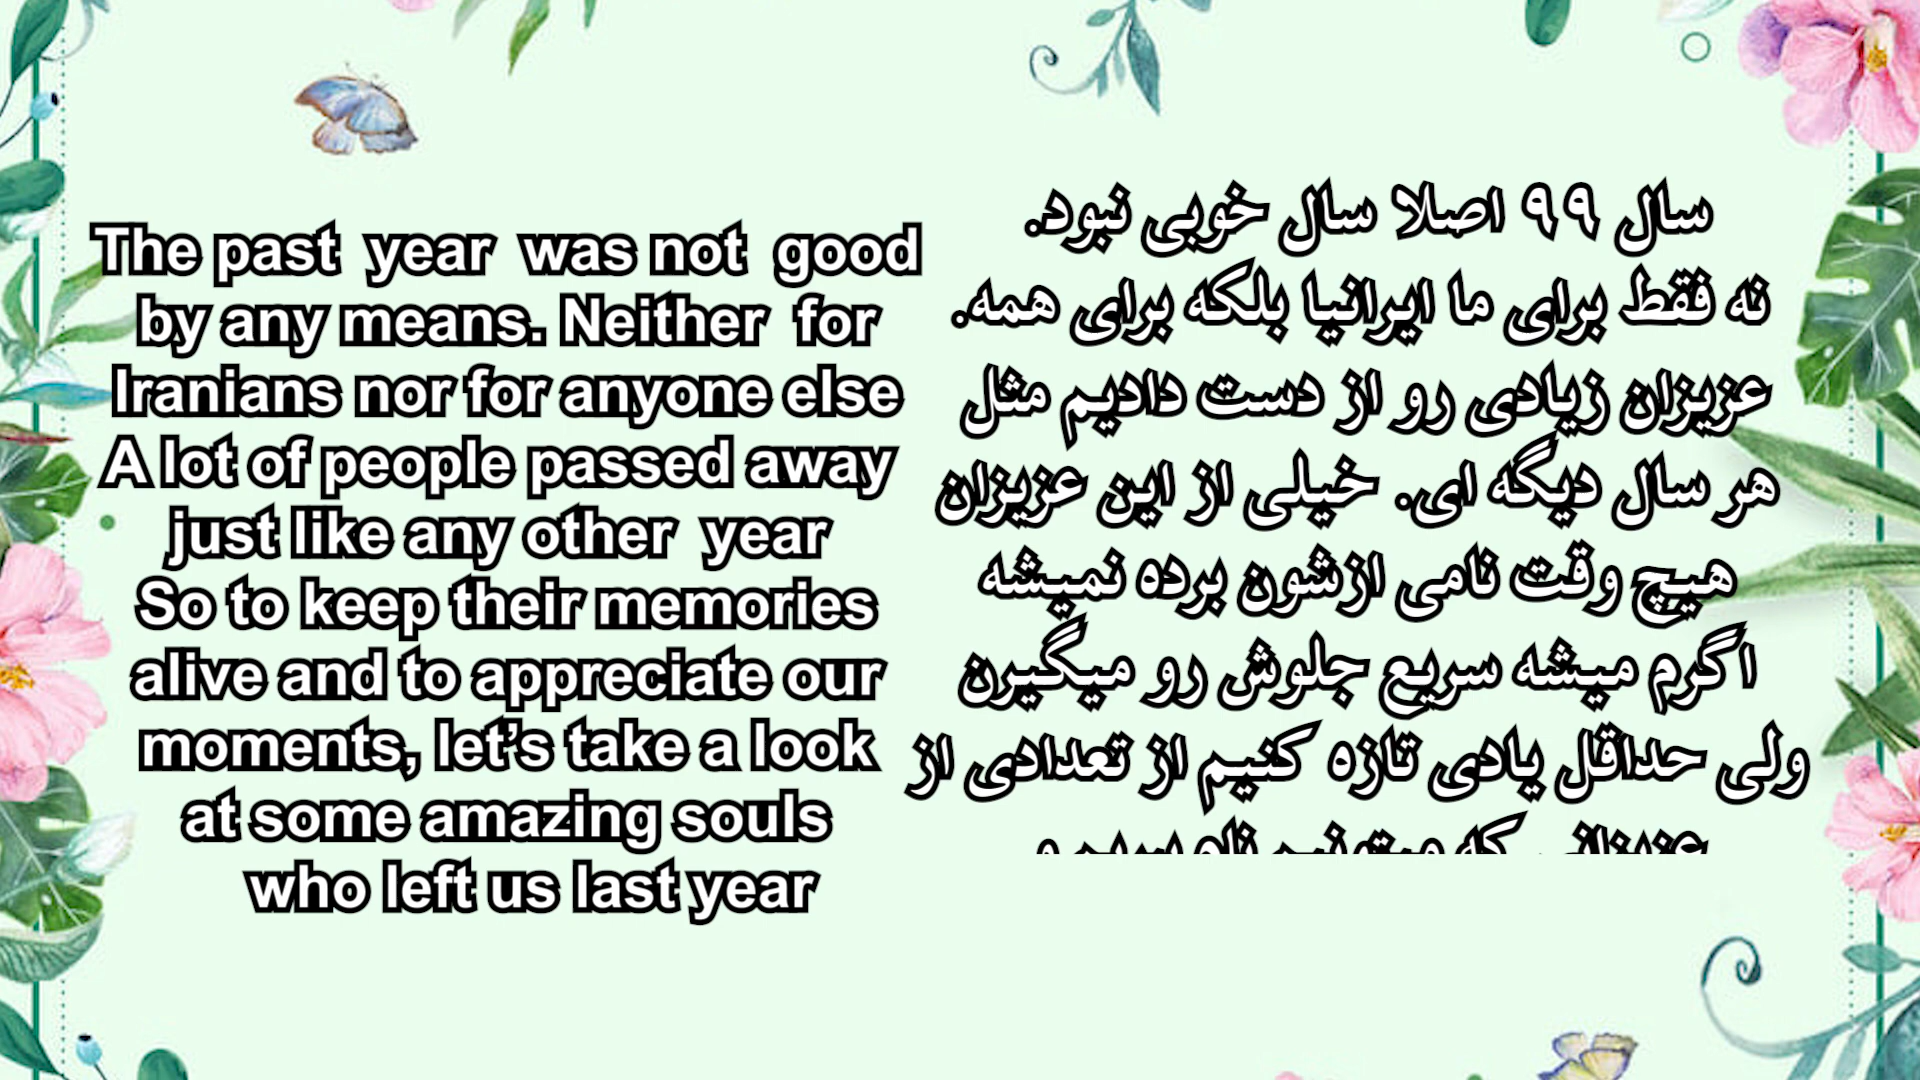 The past year was not good
by any means. Neither for
Iranians nor for anyone else
A lot of people passed away
just like any other year
So to keep their memories
alive and to appreciate our
moments, let's take a look
at some amazing souls
who left us last year
سال ۹۹ اصلا سال خوبی نبود.
نه فقط برای ما ایرانیا بلکه برای همه.
عزیزان زیادی رو از دست دادیم مثل
هر سال دیگه ای. خیلی از این عزیزان
هیچ وقت نامی ازشون برده نمیشه
اگرم میشه سریع جلوش رو میگیرن
ولی حداقل یادی تازه کنیم از تعدادی از
عزیزانی که میتونیم نام ببریم و